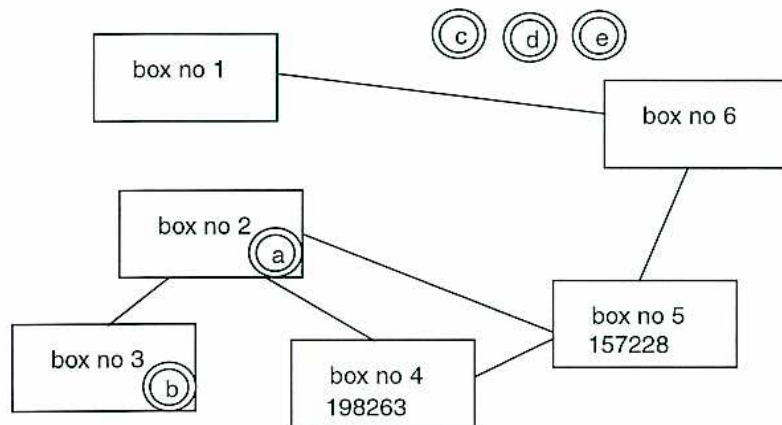 c d e
box no 1
box no 6
box no 2
a
box no 5
157228
box no 3
b
box no 4
198263